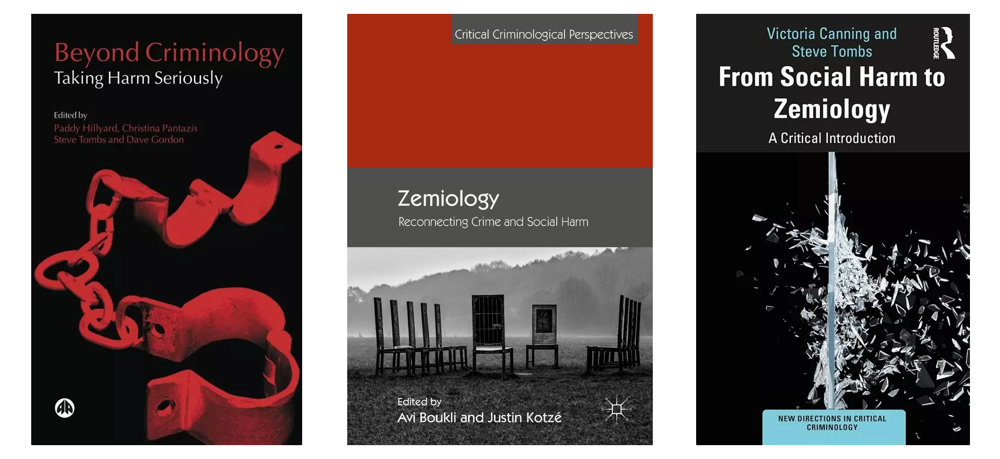 Beyond Criminology
Taking Harm Seriously
Edited by
Paddy Hillyard, Christina Pantazis
Steve Tombs and Dave Gordon
Critical Criminological Perspectives
Zemiology
Reconnecting Crime and Social Harm
Edited by
Avi Boukli and Justin Kotzé
Victoria Canning and
Steve Tombs
ROUTLEDGE
From Social Harm to
Zemiology
A Critical Introduction
NEW DIRECTIONS IN CRITICAL
CRIMINOLOGY